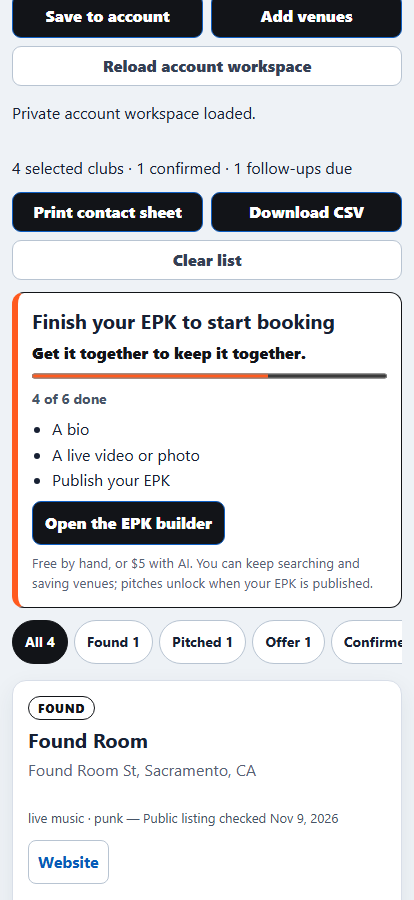 Save to account
Add venues
Reload account workspace
Private account workspace loaded.
4 selected clubs · 1 confirmed · 1 follow-ups due
Print contact sheet
Download CSV
Clear list
Finish your EPK to start booking
Get it together to keep it together.
4 of 6 done
• A bio
• A live video or photo
• Publish your EPK
Open the EPK builder
Free by hand, or $5 with AI. You can keep searching and
saving venues; pitches unlock when your EPK is published.
All 4
Found 1
Pitched 1
Offer 1
Confirme
FOUND
Found Room
Found Room St, Sacramento, CA
live music · punk — Public listing checked Nov 9, 2026
Website